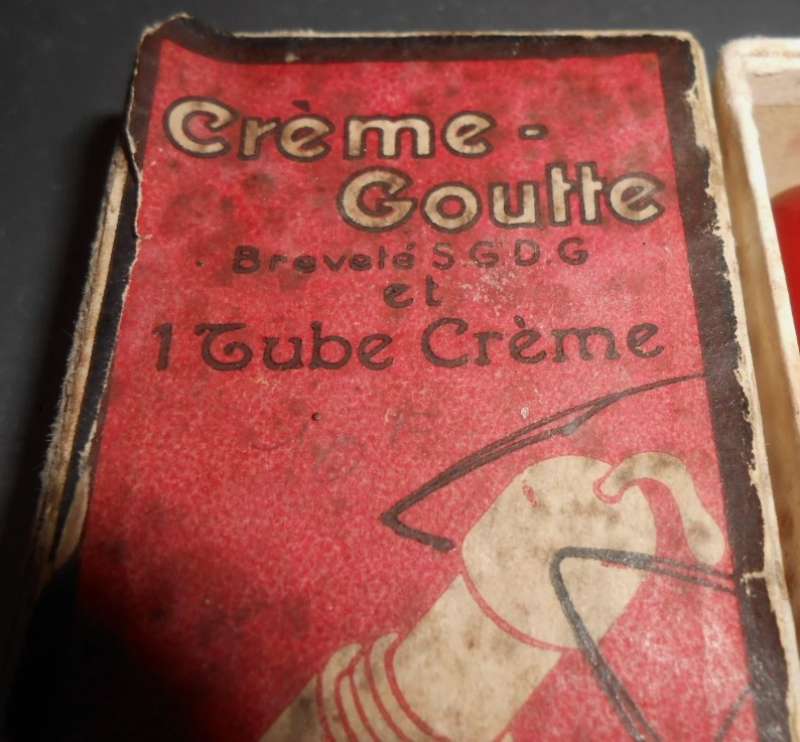 Crème-
Goutte
Breveté S.G.D.G
et
1 Tube Crème